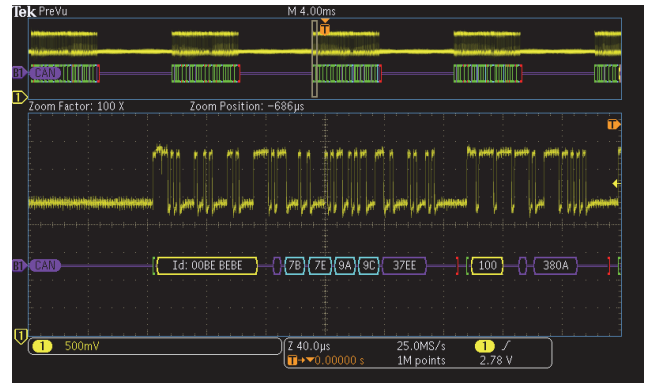 Tek PreVu M 4.00ms
T
B1 CAN
1
Zoom Factor: 100 X Zoom Position: -686µs
T
B1 CAN Id: 00BE BEBE 7B 7E 9A 9C 37EE 100 380A
1
1 500mV Z 40.0µs 25.0MS/s 1 /
T→▼0.00000 s 1M points 2.78 V